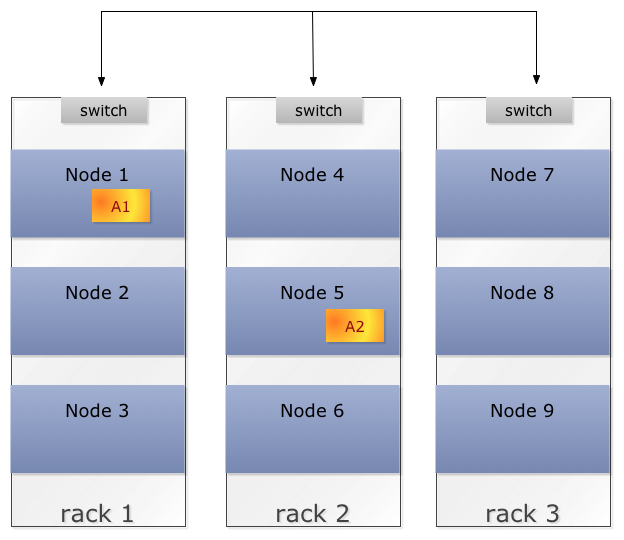 switch
Node 1
A1
Node 2
Node 3
rack 1
switch
Node 4
Node 5
A2
Node 6
rack 2
switch
Node 7
Node 8
Node 9
rack 3